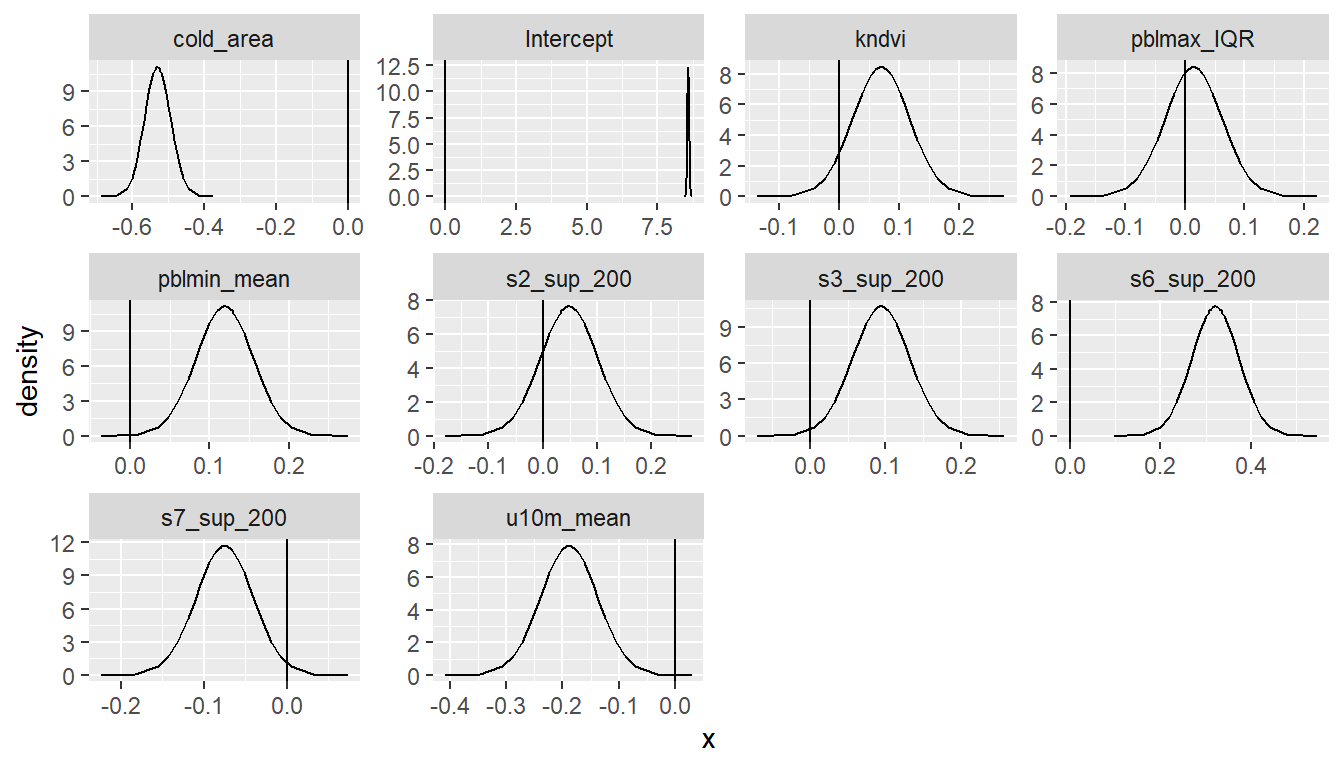 cold_area
Intercept
kndvi
pblmax_IQR
9
6
3
0
12.5
10.0
7.5
5.0
2.5
0.0
8
6
4
2
0
8
6
4
2
0
-0.6 -0.4 -0.2 0.0
0.0 2.5 5.0 7.5
-0.1 0.0 0.1 0.2
-0.2 -0.1 0.0 0.1 0.2
pblmin_mean
s2_sup_200
s3_sup_200
s6_sup_200
9
6
3
0
8
6
4
2
0
9
6
3
0
8
6
4
2
0
0.0 0.1 0.2
-0.2 -0.1 0.0 0.1 0.2
0.0 0.1 0.2
0.0 0.2 0.4
s7_sup_200
u10m_mean
12
9
6
3
0
8
6
4
2
0
-0.2 -0.1 0.0
-0.4 -0.3 -0.2 -0.1 0.0
density
x